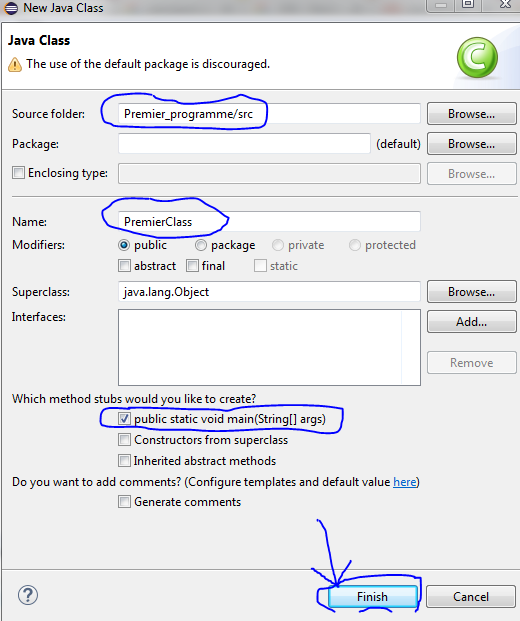 New Java Class
Java Class
The use of the default package is discouraged.
Source folder: Premier_programme/src Browse...
Package: (default) Browse...
Enclosing type: Browse...
Name: PremierClass
Modifiers: public package private protected
abstract final static
Superclass: java.lang.Object Browse...
Interfaces: Add...
Remove
Which method stubs would you like to create?
public static void main(String[] args)
Constructors from superclass
Inherited abstract methods
Do you want to add comments? (Configure templates and default value here)
Generate comments
Finish Cancel